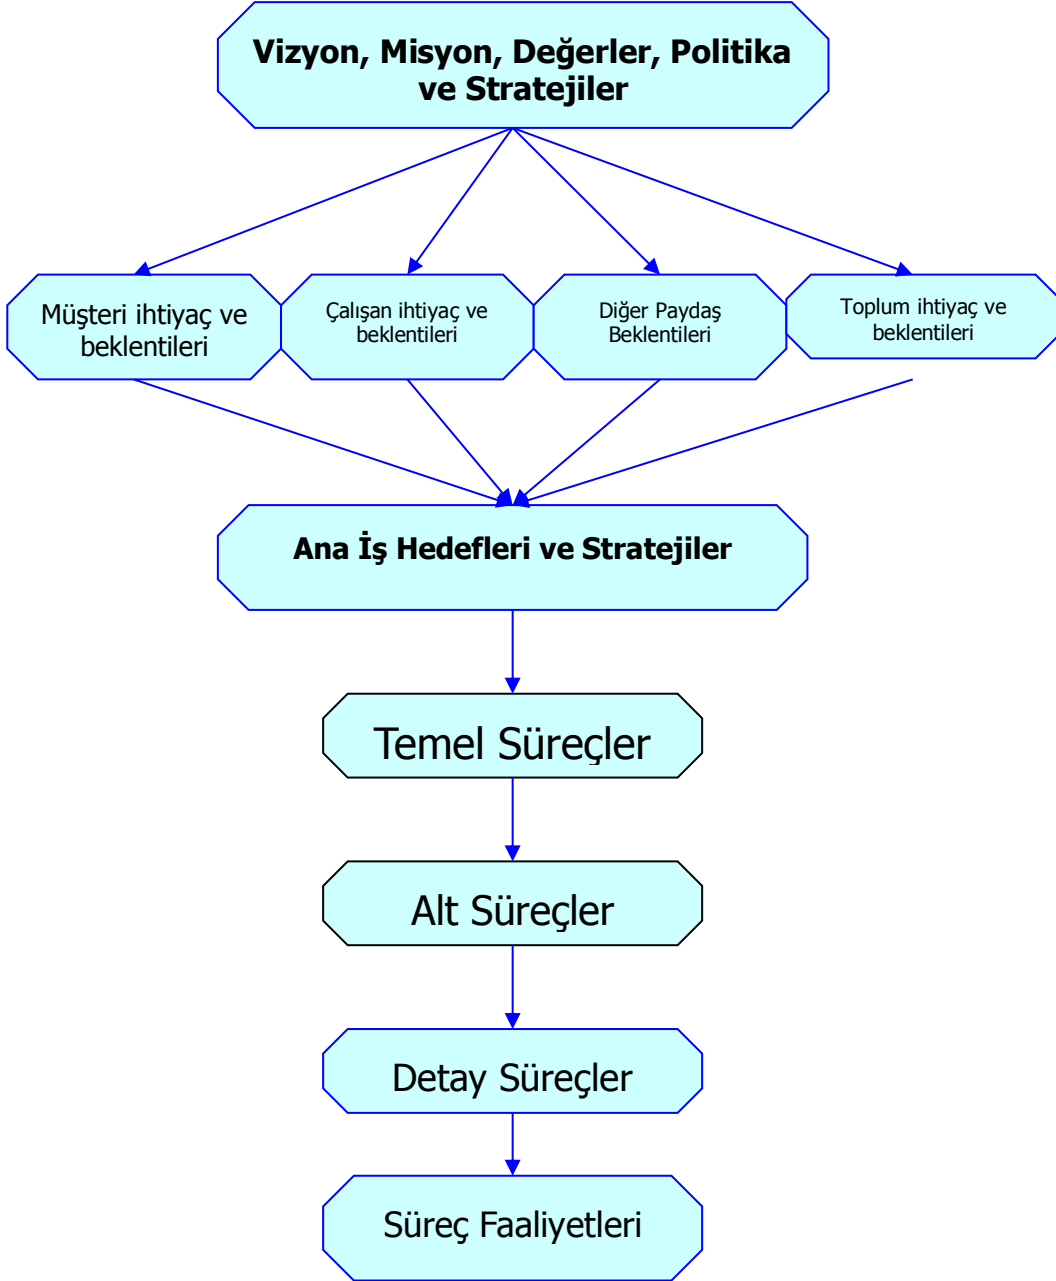 Vizyon, Misyon, Değerler, Politika
ve Stratejiler
Müşteri ihtiyaç ve
beklentileri
Çalışan ihtiyaç ve
beklentileri
Diğer Paydaş
Beklentileri
Toplum ihtiyaç ve
beklentileri
Ana İş Hedefleri ve Stratejiler
Temel Süreçler
Alt Süreçler
Detay Süreçler
Süreç Faaliyetleri